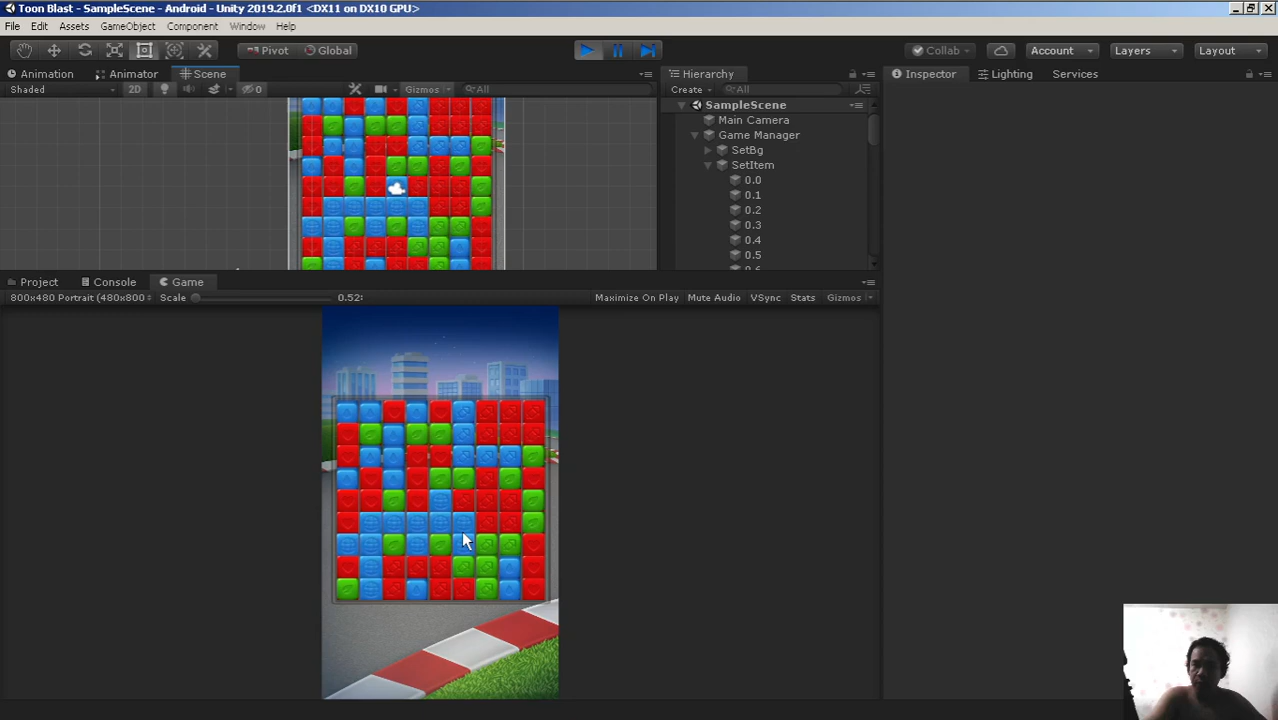 Toon Blast - SampleScene - Android - Unity 2019.2.0f1 <DX11 on DX10 GPU>
File Edit Assets GameObject Component Window Help
Pivot Global Collab Account Layers Layout
Animation Animator Scene
Shaded 2D 0 Gizmos All
Hierarchy
Create All
SampleScene
Main Camera
Game Manager
SetBg
SetItem
0.0
0.1
0.2
0.3
0.4
0.5
Inspector Lighting Services
Project Console Game
800x480 Portrait (480x800 Scale 0.52: Maximize On Play Mute Audio VSync Stats Gizmos